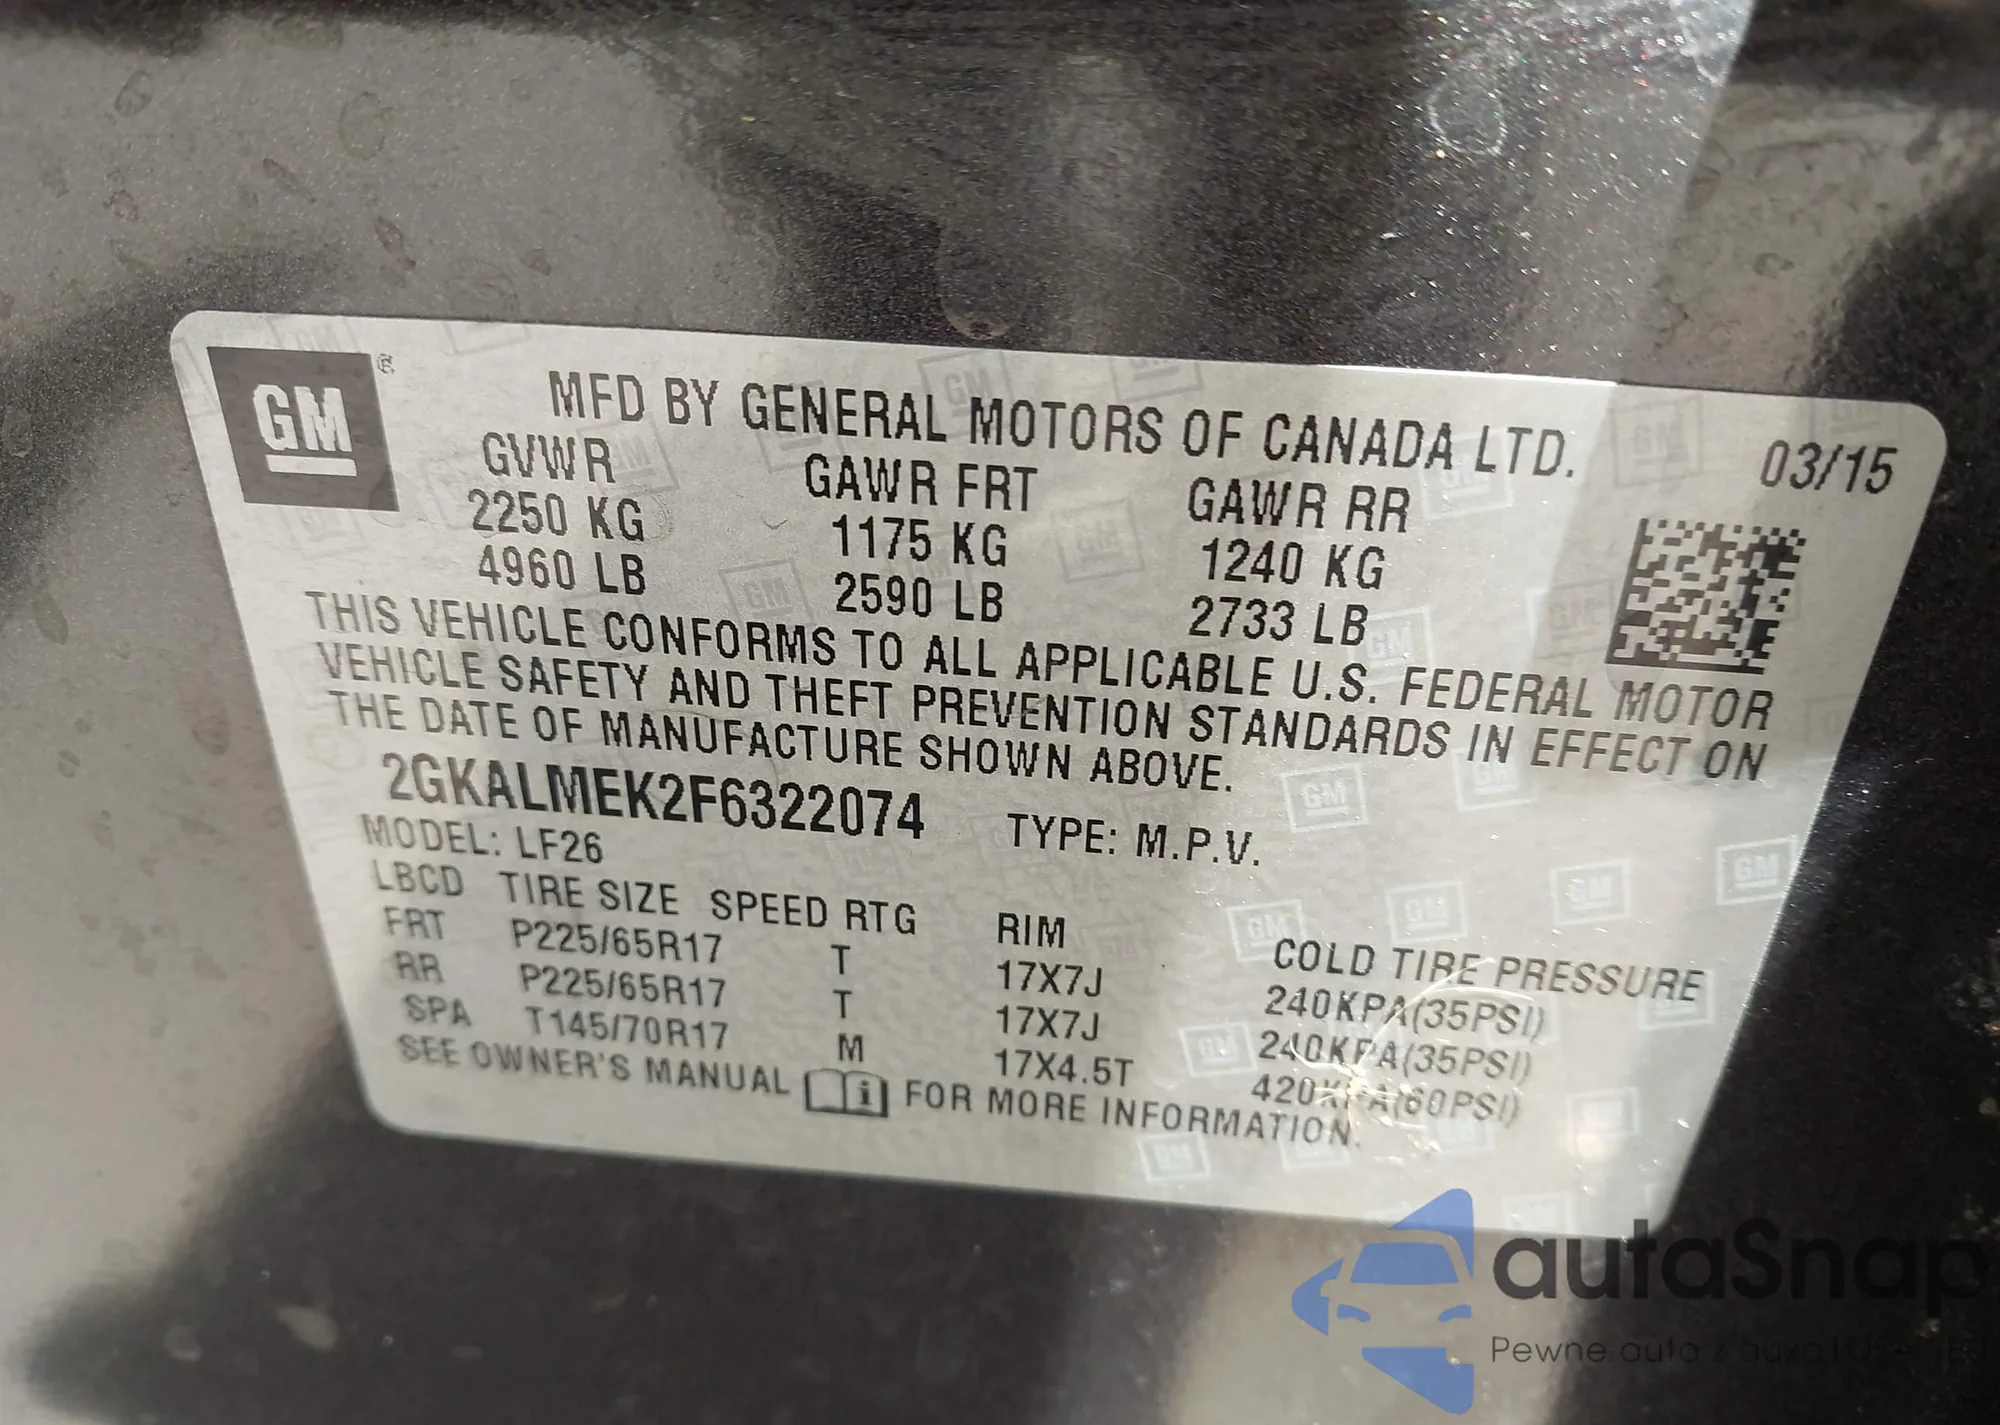 GM ®
MFD BY GENERAL MOTORS OF CANADA LTD.
03/15
GVWR GAWR FRT GAWR RR
2250 KG 1175 KG 1240 KG
4960 LB 2590 LB 2733 LB
THIS VEHICLE CONFORMS TO ALL APPLICABLE U.S. FEDERAL MOTOR
VEHICLE SAFETY AND THEFT PREVENTION STANDARDS IN EFFECT ON
THE DATE OF MANUFACTURE SHOWN ABOVE.
2GKALMEK2F6322074 TYPE: M.P.V.
MODEL: LF26
LBCD TIRE SIZE SPEED RTG RIM COLD TIRE PRESSURE
FRT P225/65R17 T 17X7J 240KPA(35PSI)
RR P225/65R17 T 17X7J 240KPA(35PSI)
SPA T145/70R17 M 17X4.5T 420KPA(60PSI)
SEE OWNER'S MANUAL i FOR MORE INFORMATION.
autaSnap
Pewne auta z